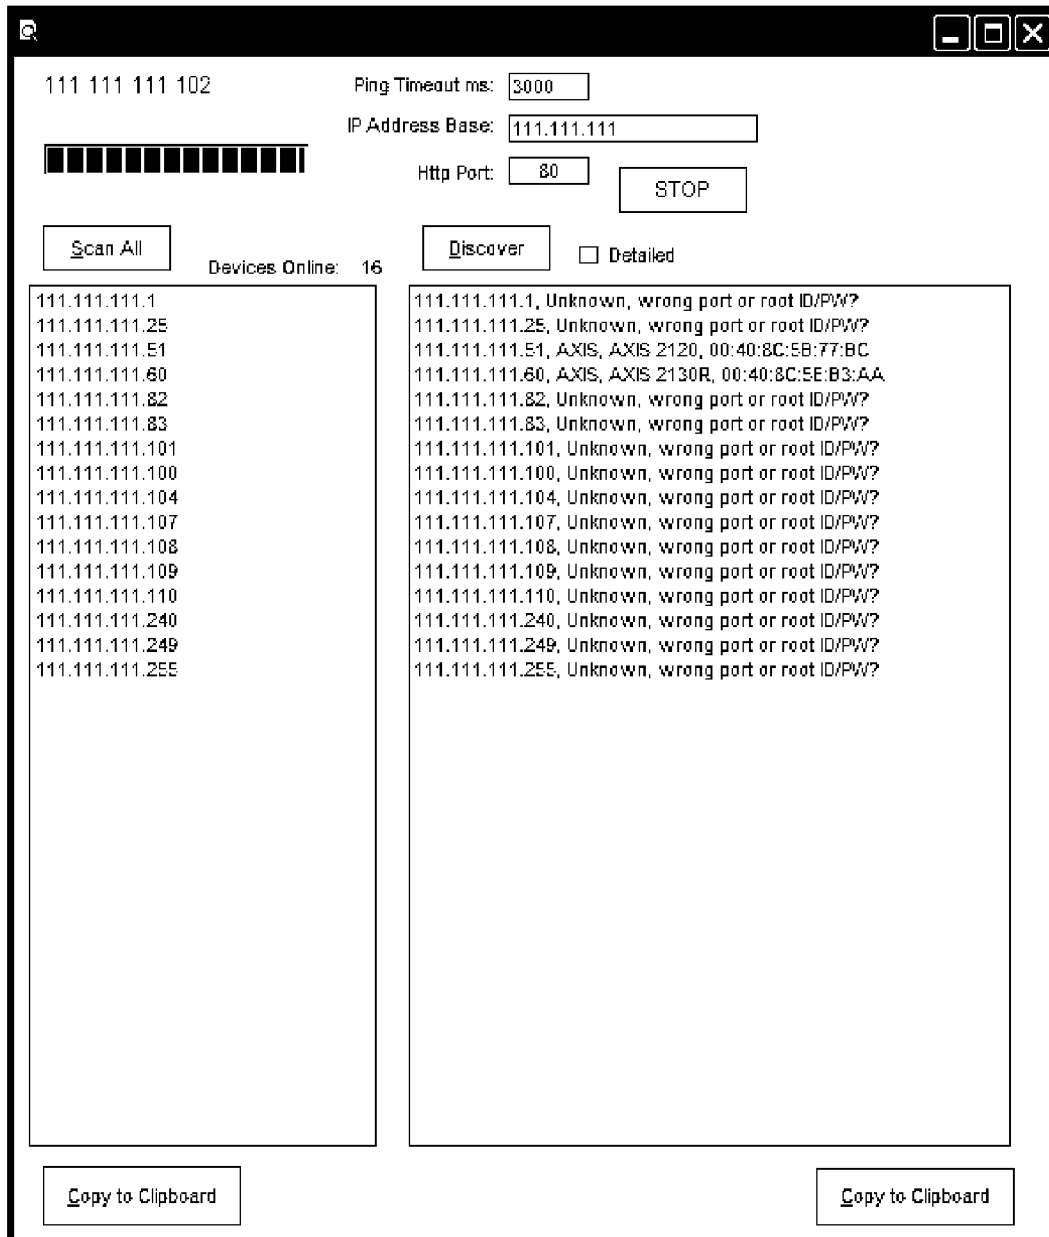 111 111 111 102
Ping Timeout ms: 3000
IP Address Base: 111.111.111
Http Port: 80
STOP
Scan All
Devices Online: 16
Discover
Detailed
111.111.111.1
111.111.111.25
111.111.111.51
111.111.111.60
111.111.111.82
111.111.111.83
111.111.111.101
111.111.111.100
111.111.111.104
111.111.111.107
111.111.111.108
111.111.111.109
111.111.111.110
111.111.111.240
111.111.111.249
111.111.111.255
111.111.111.1, Unknown, wrong port or root ID/PW?
111.111.111.25, Unknown, wrong port or root ID/PW?
111.111.111.51, AXIS, AXIS 2120, 00:40:8C:5B:77:BC
111.111.111.60, AXIS, AXIS 2130R, 00:40:8C:5E:B3:AA
111.111.111.82, Unknown, wrong port or root ID/PW?
111.111.111.83, Unknown, wrong port or root ID/PW?
111.111.111.101, Unknown, wrong port or root ID/PW?
111.111.111.100, Unknown, wrong port or root ID/PW?
111.111.111.104, Unknown, wrong port or root ID/PW?
111.111.111.107, Unknown, wrong port or root ID/PW?
111.111.111.108, Unknown, wrong port or root ID/PW?
111.111.111.109, Unknown, wrong port or root ID/PW?
111.111.111.110, Unknown, wrong port or root ID/PW?
111.111.111.240, Unknown, wrong port or root ID/PW?
111.111.111.249, Unknown, wrong port or root ID/PW?
111.111.111.255, Unknown, wrong port or root ID/PW?
Copy to Clipboard
Copy to Clipboard